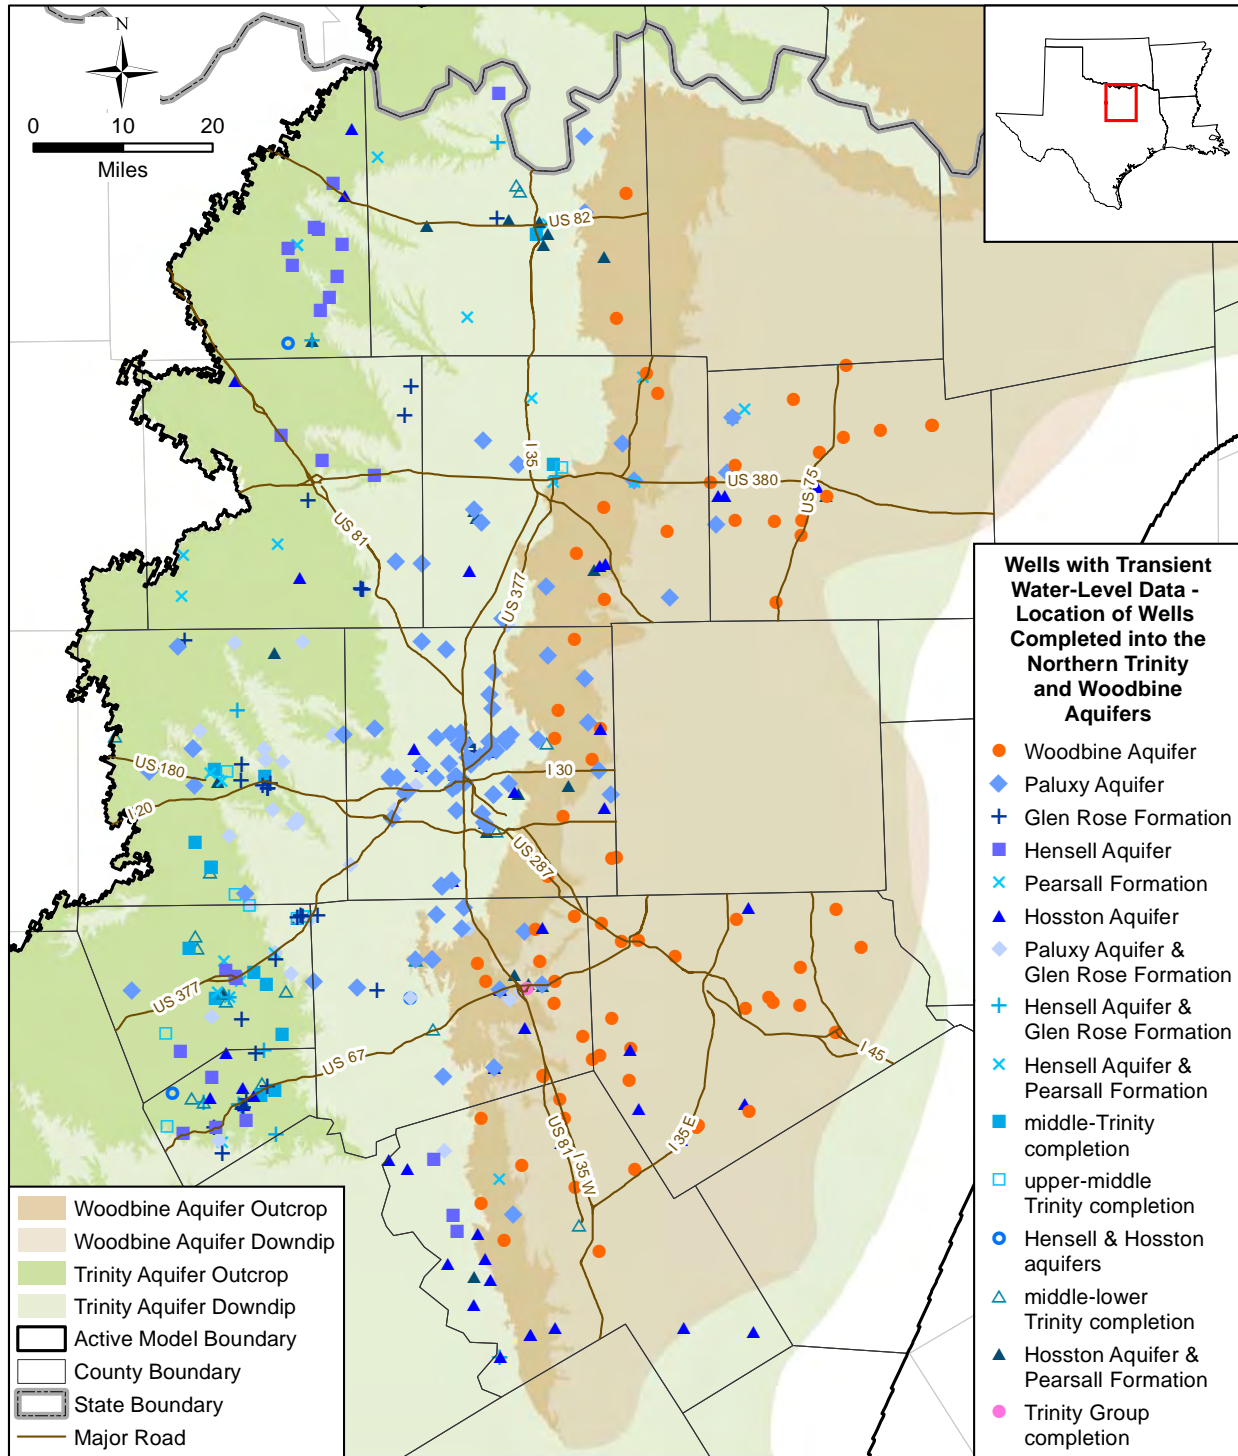 N
0 10 20
Miles
US 82
I 35
US 380
US 75
US 81
US 377
US 180
I 20
I 30
US 287
US 377
US 67
I 45
I 35 E
US 81
I 35 W
Wells with Transient
Water-Level Data -
Location of Wells
Completed into the
Northern Trinity
and Woodbine
Aquifers
Woodbine Aquifer
Paluxy Aquifer
Glen Rose Formation
Hensell Aquifer
Pearsall Formation
Hosston Aquifer
Paluxy Aquifer &
Glen Rose Formation
Hensell Aquifer &
Glen Rose Formation
Hensell Aquifer &
Pearsall Formation
middle-Trinity
completion
upper-middle
Trinity completion
Hensell & Hosston
aquifers
middle-lower
Trinity completion
Hosston Aquifer &
Pearsall Formation
Trinity Group
completion
Woodbine Aquifer Outcrop
Woodbine Aquifer Downdip
Trinity Aquifer Outcrop
Trinity Aquifer Downdip
Active Model Boundary
County Boundary
State Boundary
Major Road